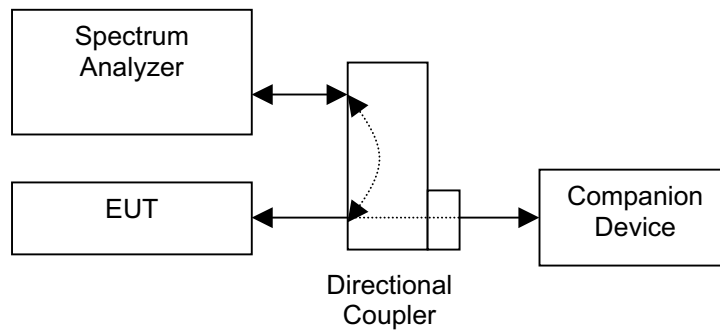 Spectrum
Analyzer
EUT
Companion
Device
Directional
Coupler